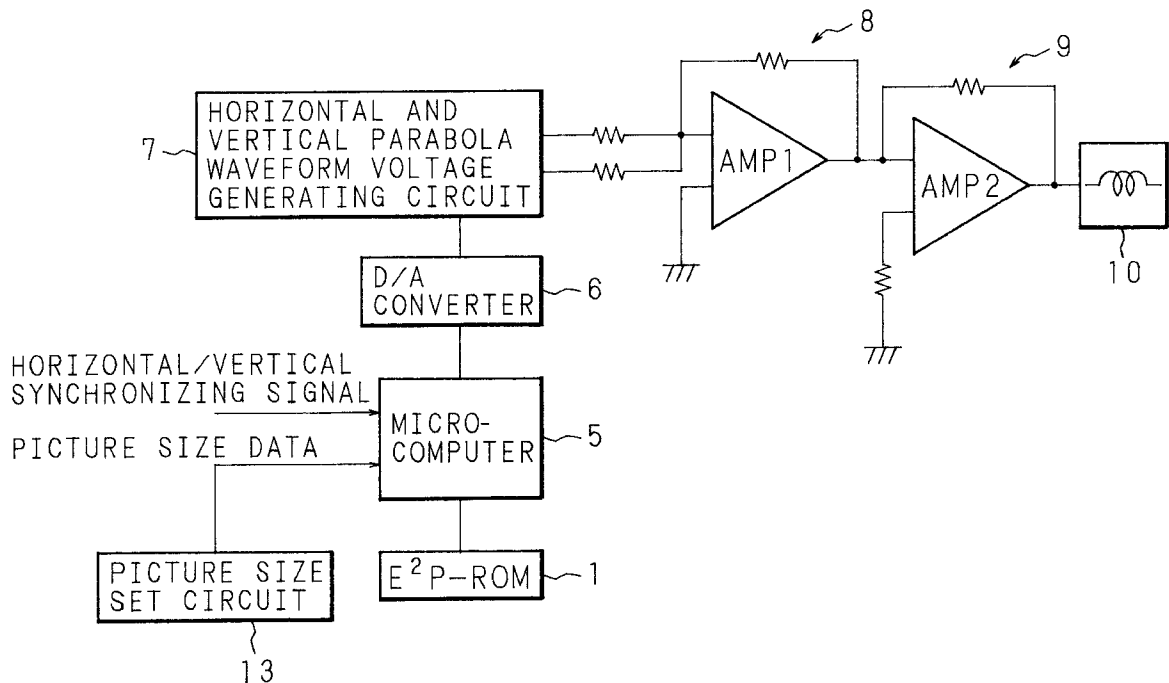 8
9
HORIZONTAL AND
VERTICAL PARABOLA
WAVEFORM VOLTAGE
GENERATING CIRCUIT
7
AMP1
AMP2
10
D/A
CONVERTER
6
HORIZONTAL/VERTICAL
SYNCHRONIZING SIGNAL
PICTURE SIZE DATA
MICRO-
COMPUTER
5
PICTURE SIZE
SET CIRCUIT
13
E²P-ROM
1